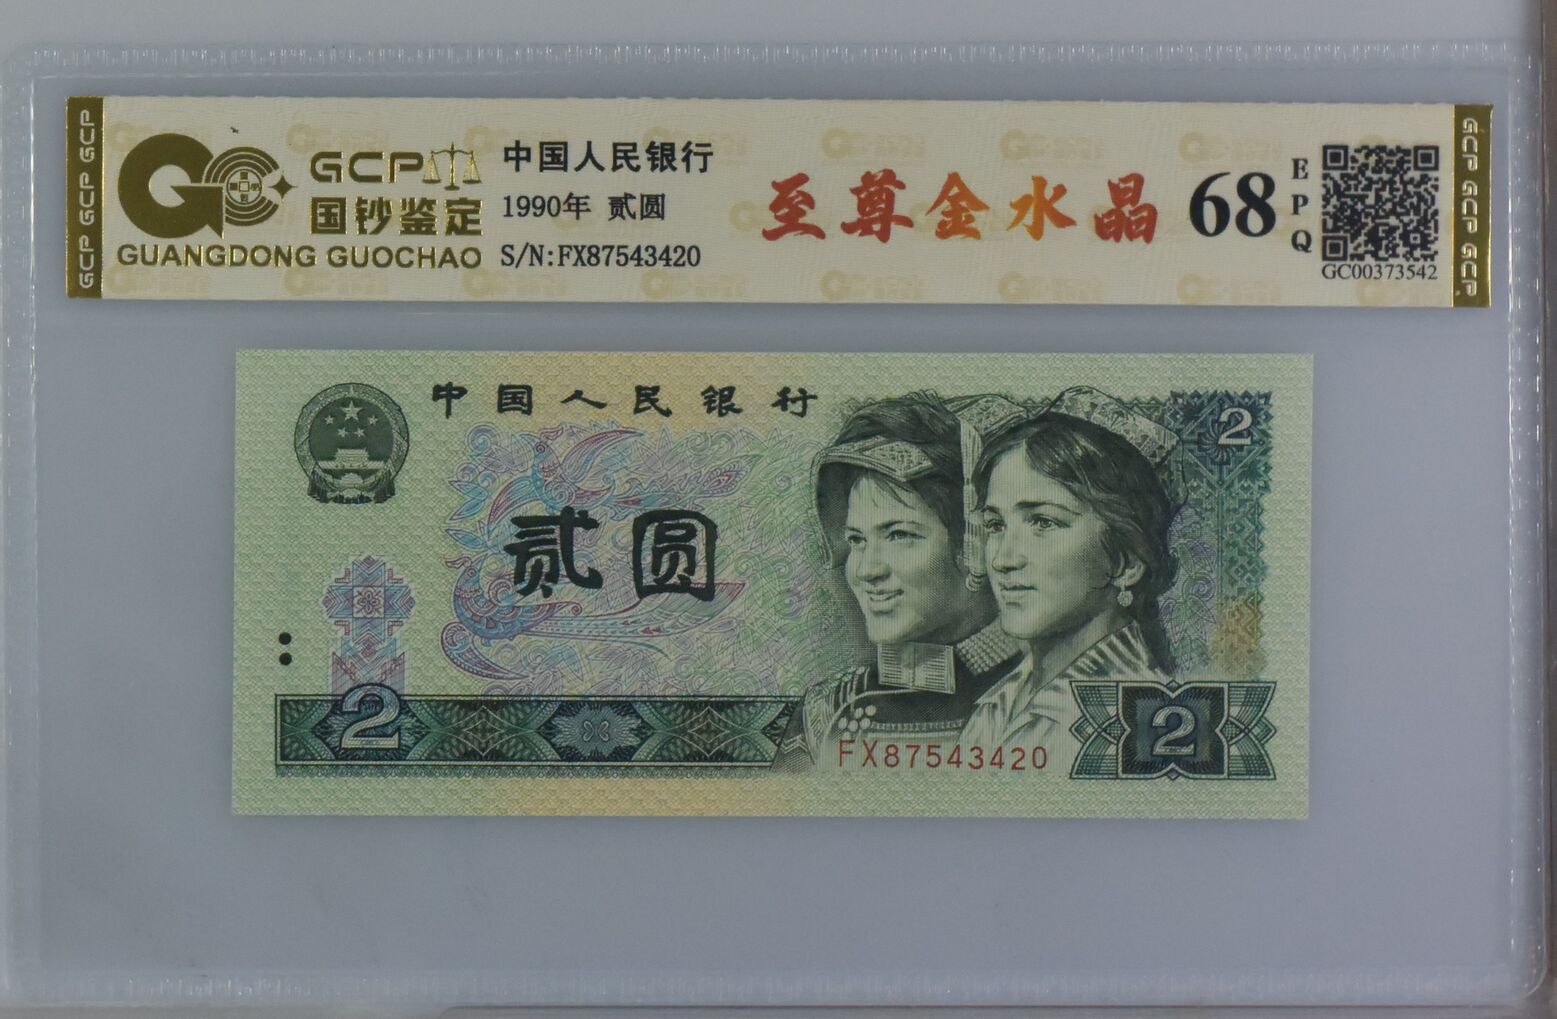 GCP GCP GCP
GCP
国钞鉴定
GUANGDONG GUOCHAO
中国人民银行
1990年 贰圆
S/N:FX87543420
至尊金水晶
68
EPQ
GC00373542
GCP GCP GCP
中国人民银行
2
贰圆
2
FX87543420
2